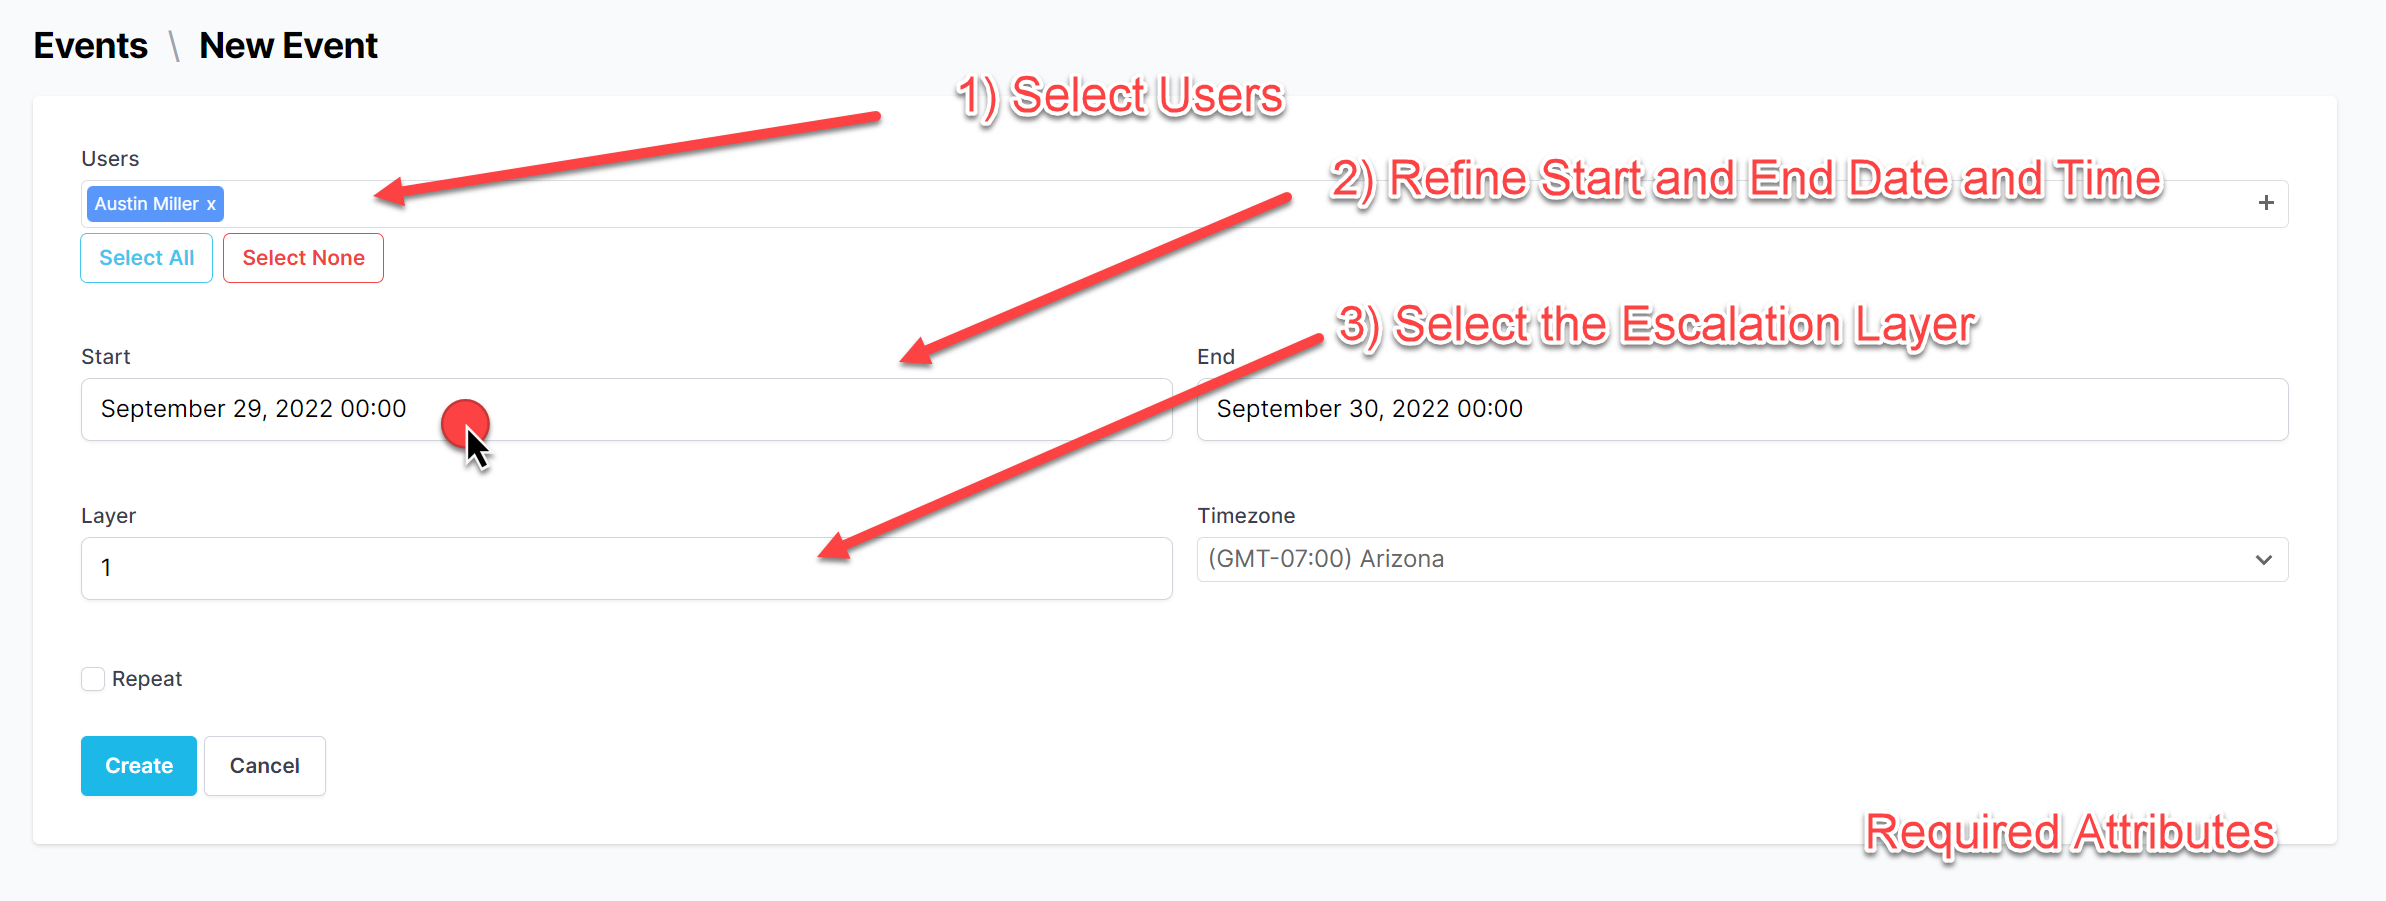 Events \ New Event
1) Select Users
Users
2) Refine Start and End Date and Time
Austin Miller x
+
Select All Select None
3) Select the Escalation Layer
Start
End
September 29, 2022 00:00
September 30, 2022 00:00
Layer
Timezone
1
(GMT-07:00) Arizona
Repeat
Create Cancel
Required Attributes